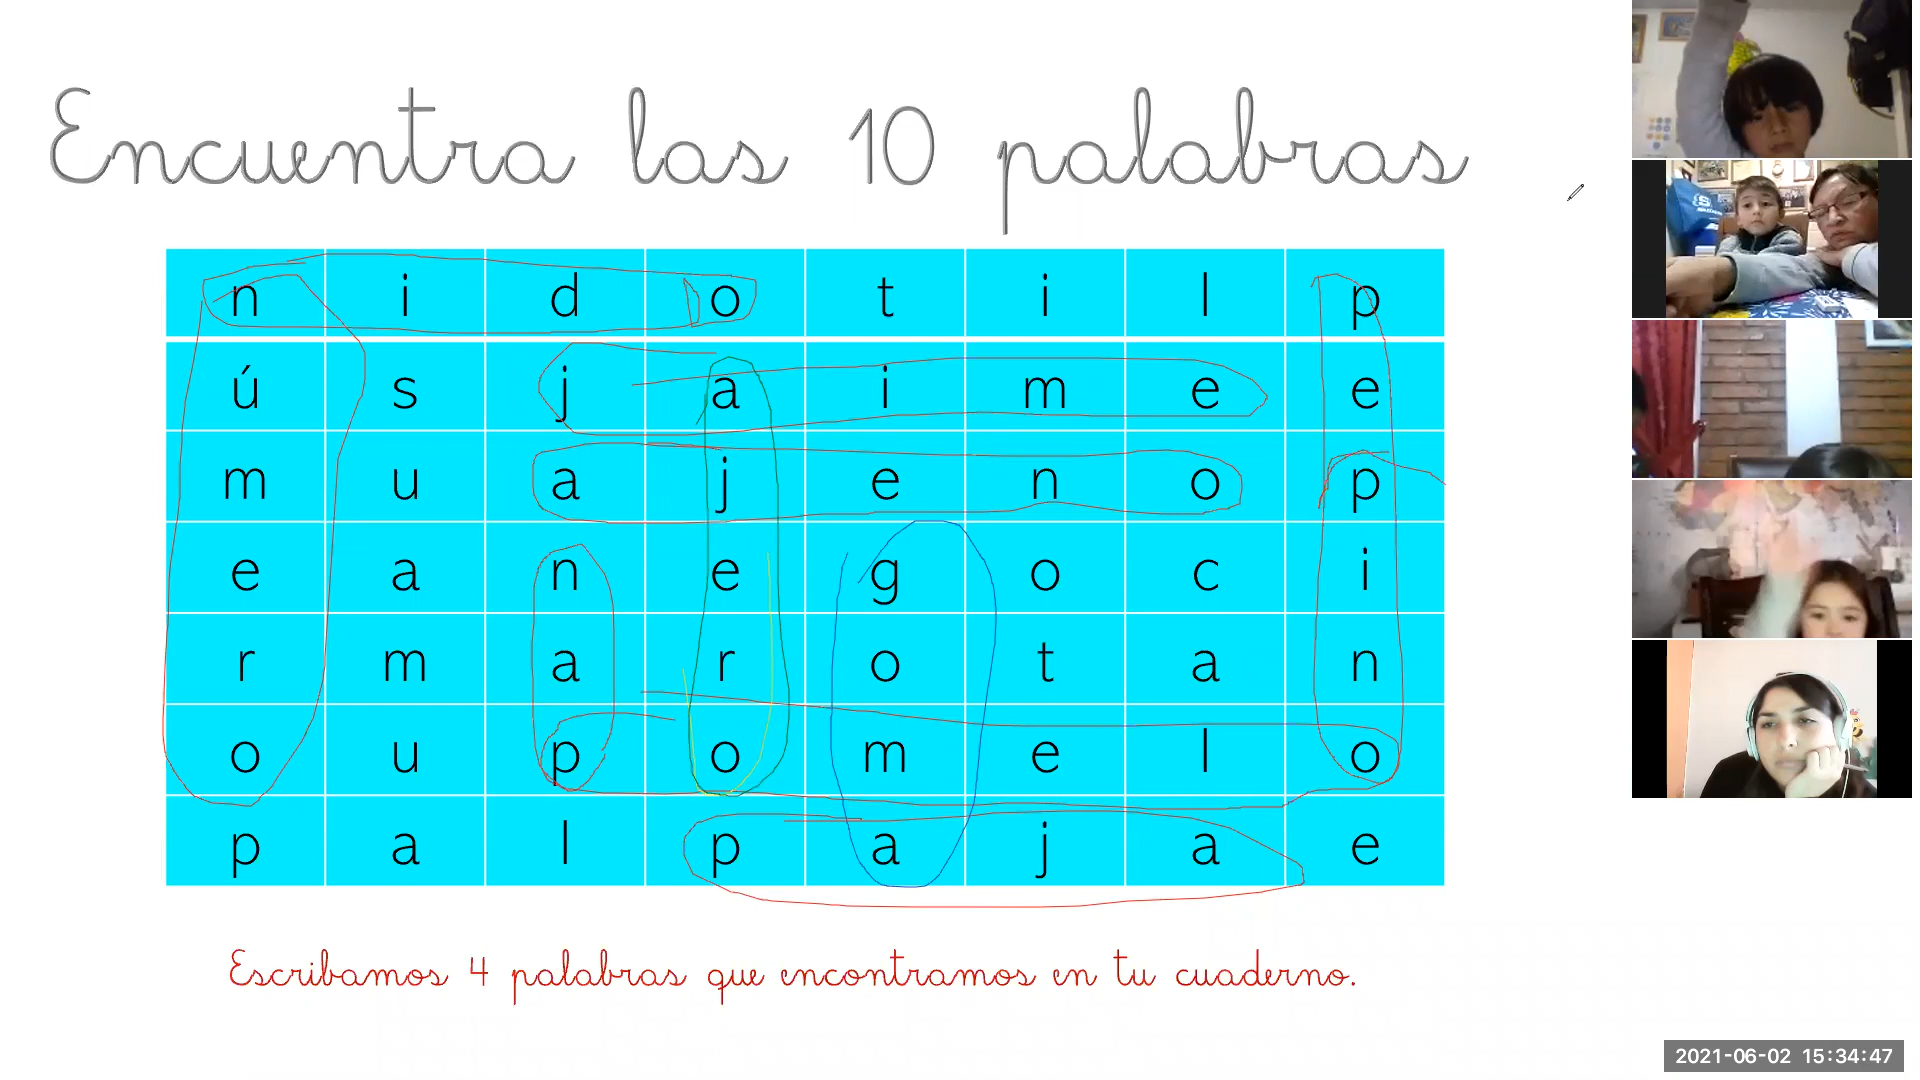 Encuentra las 10 palabras
n i d o t i l p
ú s j a i m e e
m u a j e n o p
e a n e g o c i
r m a r o t a n
o u p o m e l o
p a l p a j a e
Escribamos 4 palabras que encontramos en tu cuaderno.
2021-06-02 15:34:47